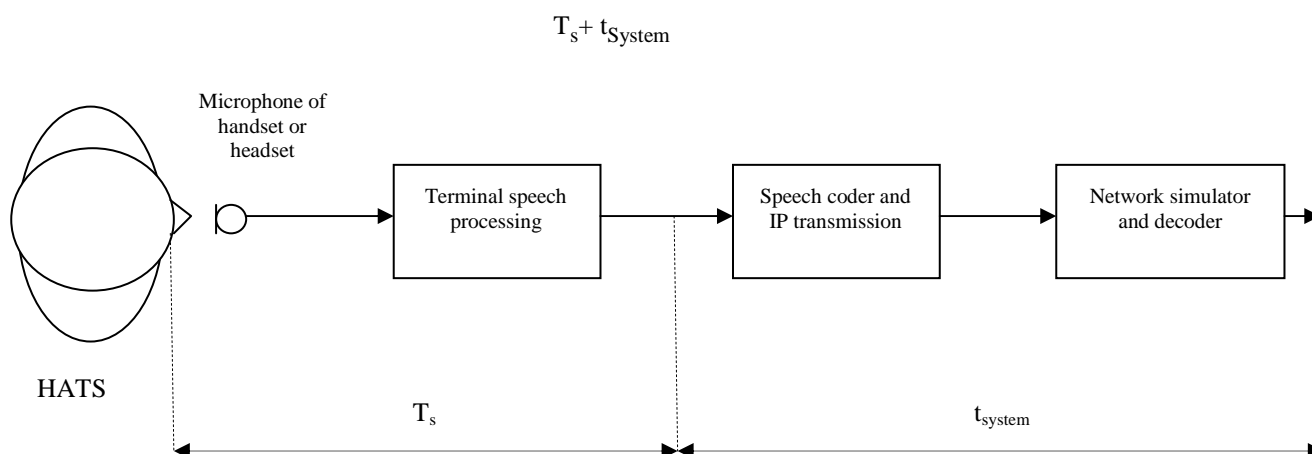 Ts+ tSystem
Microphone of
handset or
headset
Terminal speech
processing
Speech coder and
IP transmission
Network simulator
and decoder
HATS
Ts
tsystem